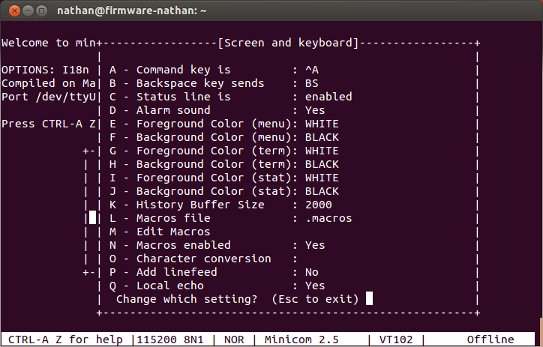 nathan@firmware-nathan: ~
Welcome to min+-----------------[Screen and keyboard]-----------------+
OPTIONS: I18n | A - Command key is : ^A
Compiled on Ma| B - Backspace key sends : BS
Port /dev/ttyU| C - Status line is : enabled
D - Alarm sound : Yes
Press CTRL-A Z| E - Foreground Color (menu): WHITE
F - Background Color (menu): BLACK
G - Foreground Color (term): WHITE
H - Background Color (term): BLACK
I - Foreground Color (stat): WHITE
J - Background Color (stat): BLACK
K - History Buffer Size : 2000
L - Macros file : .macros
M - Edit Macros
N - Macros enabled : Yes
O - Character conversion :
P - Add linefeed : No
Q - Local echo : Yes
Change which setting? (Esc to exit)
CTRL-A Z for help |115200 8N1 | NOR | Minicom 2.5 | VT102 | Offline